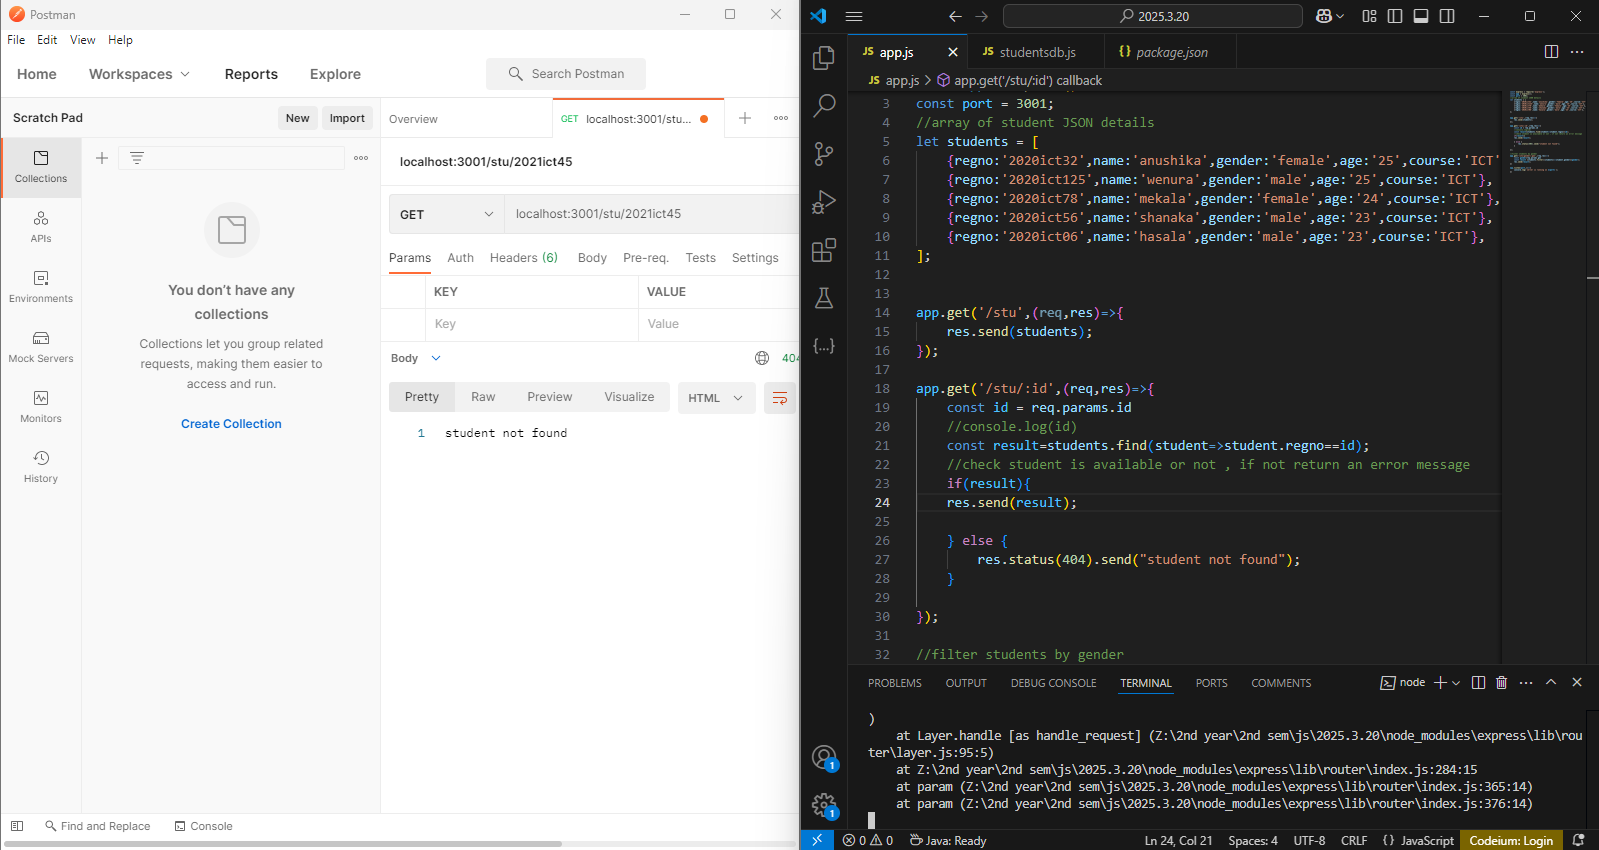 Postman
File Edit View Help
Home Workspaces Reports Explore Search Postman
Scratch Pad New Import
Overview GET localhost:3001/stu...
Collections
APIs
Environments
Mock Servers
Monitors
History
You don't have any
collections
Collections let you group related
requests, making them easier to
access and run.
Create Collection
localhost:3001/stu/2021ict45
GET localhost:3001/stu/2021ict45
Params Auth Headers (6) Body Pre-req. Tests Settings
KEY VALUE
Key Value
Body 404
Pretty Raw Preview Visualize HTML
1 student not found
Find and Replace Console
2025.3.20
JS app.js JS studentsdb.js {} package.json
JS app.js > app.get('/stu/:id') callback
3 const port = 3001;
4 //array of student JSON details
5 let students = [
6 {regno:'2020ict32',name:'anushika',gender:'female',age:'25',course:'ICT'
7 {regno:'2020ict125',name:'wenura',gender:'male',age:'25',course:'ICT'},
8 {regno:'2020ict78',name:'mekala',gender:'female',age:'24',course:'ICT'},
9 {regno:'2020ict56',name:'shanaka',gender:'male',age:'23',course:'ICT'},
10 {regno:'2020ict06',name:'hasala',gender:'male',age:'23',course:'ICT'},
11 ];
12
13
14 app.get('/stu',(req,res)=>{
15 res.send(students);
16 });
17
18 app.get('/stu/:id',(req,res)=>{
19 const id = req.params.id
20 //console.log(id)
21 const result=students.find(student=>student.regno==id);
22 //check student is available or not , if not return an error message
23 if(result){
24 res.send(result);
25
26 } else {
27 res.status(404).send("student not found");
28 }
29
30 });
31
32 //filter students by gender
PROBLEMS OUTPUT DEBUG CONSOLE TERMINAL PORTS COMMENTS node
)
at Layer.handle [as handle_request] (Z:\2nd year\2nd sem\js\2025.3.20\node_modules\express\lib\rou
ter\layer.js:95:5)
at Z:\2nd year\2nd sem\js\2025.3.20\node_modules\express\lib\router\index.js:284:15
at param (Z:\2nd year\2nd sem\js\2025.3.20\node_modules\express\lib\router\index.js:365:14)
at param (Z:\2nd year\2nd sem\js\2025.3.20\node_modules\express\lib\router\index.js:376:14)
1
1
0 0 Java: Ready Ln 24, Col 21 Spaces: 4 UTF-8 CRLF {} JavaScript Codeium: Login